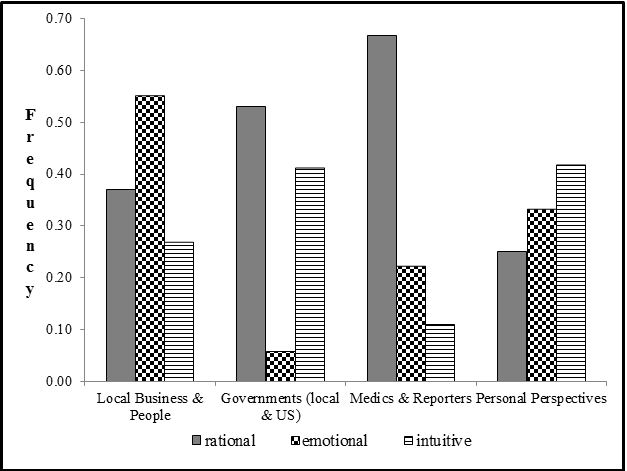 0.70
0.60
0.50
0.40
0.30
0.20
0.10
0.00
Frequency
Local Business & People
Governments (local & US)
Medics & Reporters
Personal Perspectives
rational
emotional
intuitive